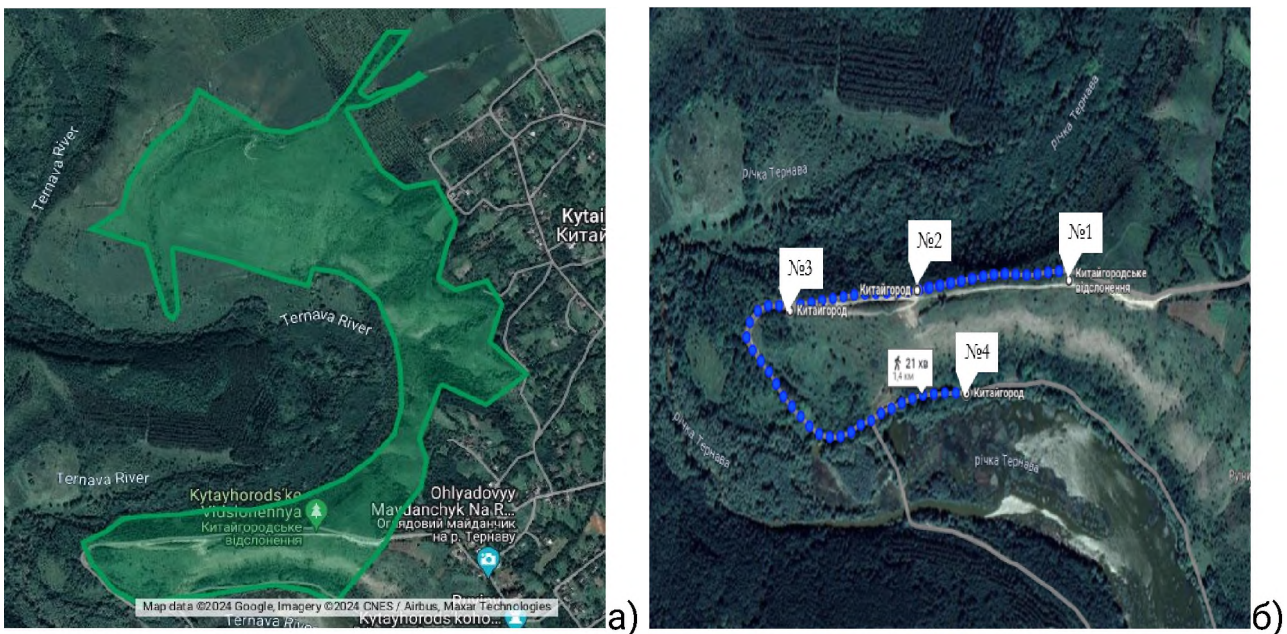 Ternava River
Kytai
Китай
Ternava River
Ternava River
Kytayhorods'ke
Vidslonennya
Китайгородське
відслонення
Ohlyadovyy
Maydanchyk Na R...
Оглядовий майданчик
на р. Тернаву
Map data ©2024 Google, Imagery ©2024 CNES / Airbus, Maxar Technologies
Ternava River
Kytayhorods'koho...
а)
річка Тернава
річка Тернава
№1
№2
№3
Китайгородське
відслонення
Китайгород
Китайгород
№4
21 хв
1,4 км
Китайгород
річка Тернава
річка Тернава
б)